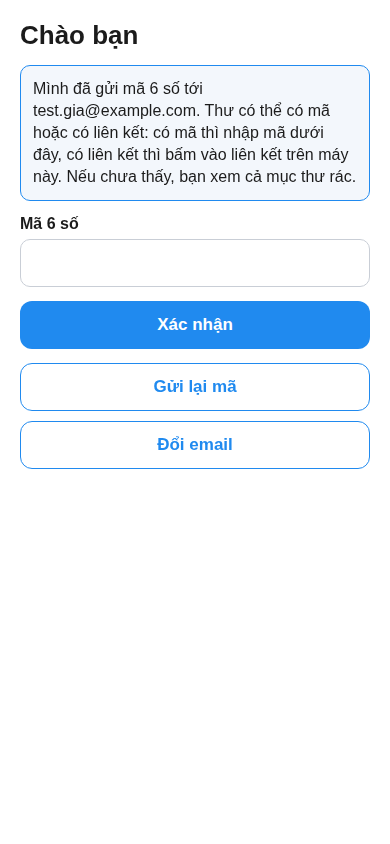 Chào bạn
Mình đã gửi mã 6 số tới
test.gia@example.com. Thư có thể có mã
hoặc có liên kết: có mã thì nhập mã dưới
đây, có liên kết thì bấm vào liên kết trên máy
này. Nếu chưa thấy, bạn xem cả mục thư rác.
Mã 6 số
Xác nhận
Gửi lại mã
Đổi email